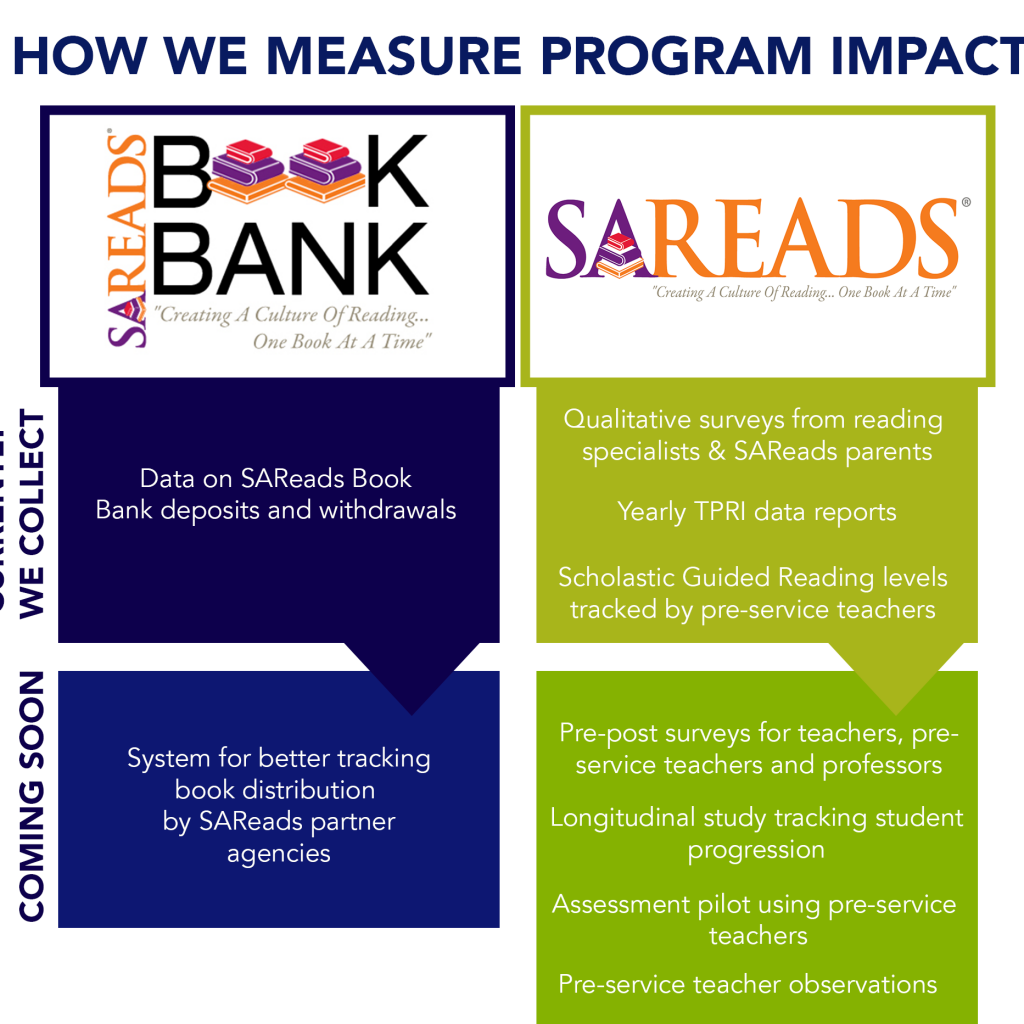 HOW WE MEASURE PROGRAM IMPACT
SAREADS®
BOOK
BANK
"Creating A Culture Of Reading...
One Book At A Time"
SAREADS®
"Creating A Culture Of Reading... One Book At A Time"
WE COLLECT
Data on SAReads Book
Bank deposits and withdrawals
Qualitative surveys from reading
specialists & SAReads parents
Yearly TPRI data reports
Scholastic Guided Reading levels
tracked by pre-service teachers
COMING SOON
System for better tracking
book distribution
by SAReads partner
agencies
Pre-post surveys for teachers, pre-
service teachers and professors
Longitudinal study tracking student
progression
Assessment pilot using pre-service
teachers
Pre-service teacher observations